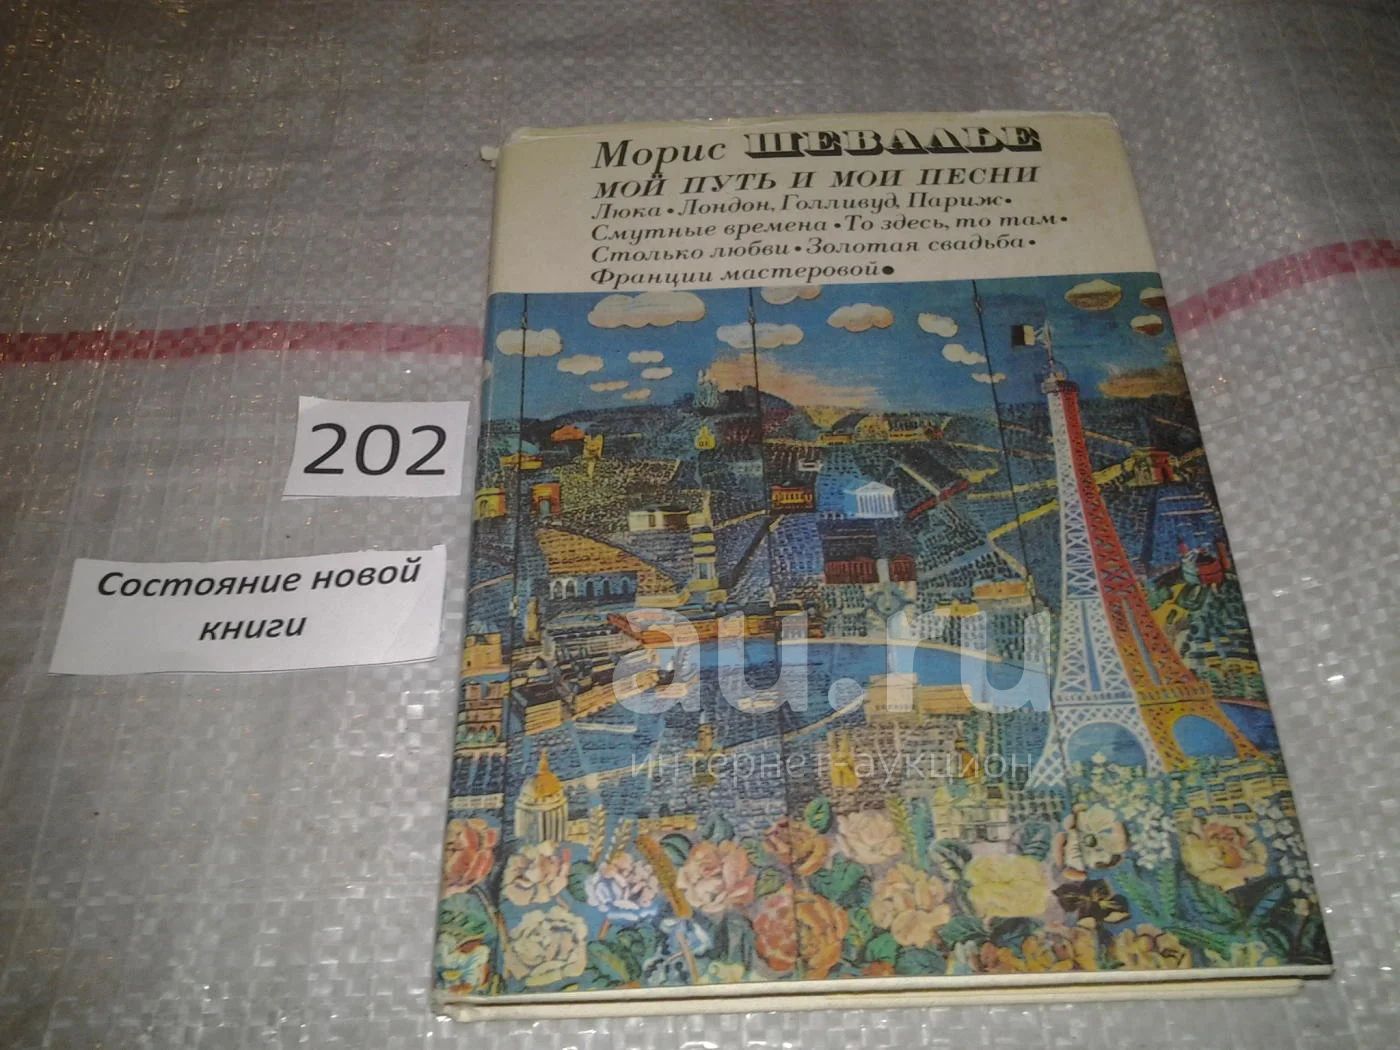 Морис ШЕВАЛЬЕ
МОЙ ПУТЬ И МОИ ПЕСНИ
Люка • Лондон, Голливуд, Париж •
Смутные времена • То здесь, то там •
Столько любви • Золотая свадьба •
Франции мастеровой •
202
Состояние новой
книги
au.ru
интернет-аукцион